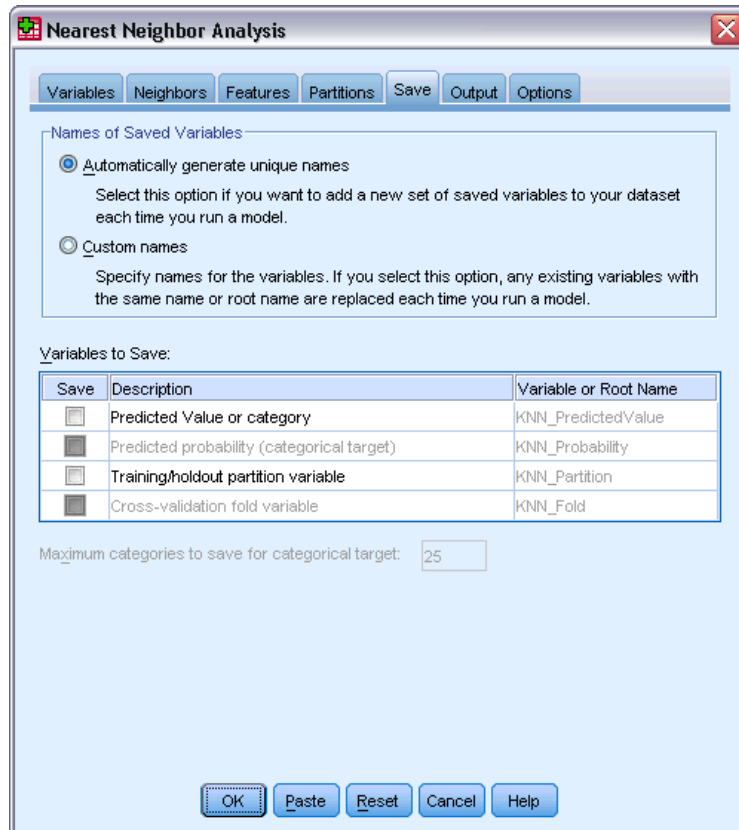 Nearest Neighbor Analysis
Variables Neighbors Features Partitions Save Output Options
Names of Saved Variables
Automatically generate unique names
Select this option if you want to add a new set of saved variables to your dataset
each time you run a model.
Custom names
Specify names for the variables. If you select this option, any existing variables with
the same name or root name are replaced each time you run a model.
Variables to Save:
Save Description Variable or Root Name
Predicted Value or category KNN_PredictedValue
Predicted probability (categorical target) KNN_Probability
Training/holdout partition variable KNN_Partition
Cross-validation fold variable KNN_Fold
Maximum categories to save for categorical target: 25
OK Paste Reset Cancel Help